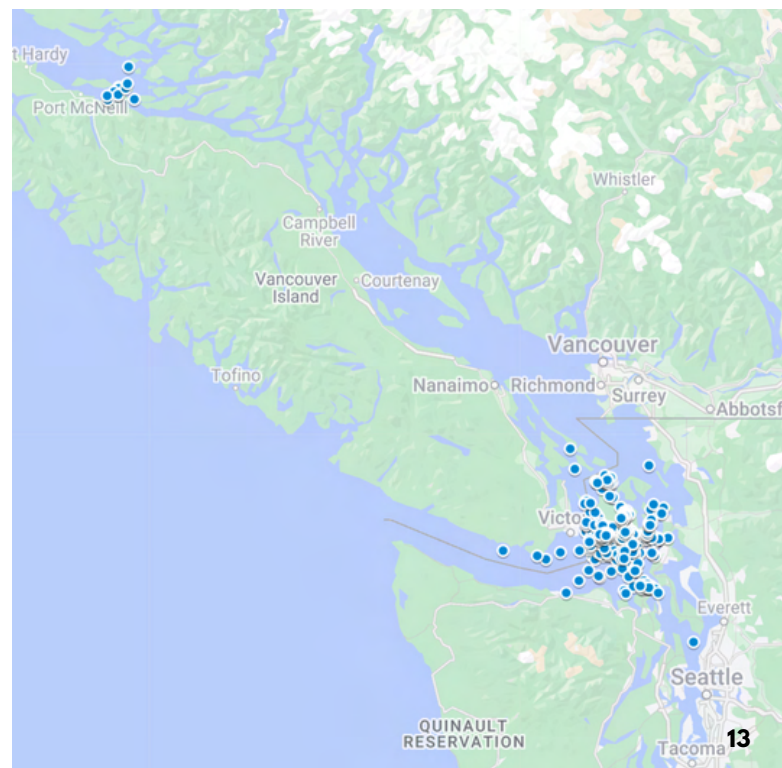 t Hardy
Port McNeill
Whistler
Campbell
River
Vancouver
Island
Courtenay
Vancouver
Tofino
Nanaimo
Richmond
Surrey
Abbotsf
Victo
Everett
Seattle
QUINAULT
RESERVATION
13
Tacoma